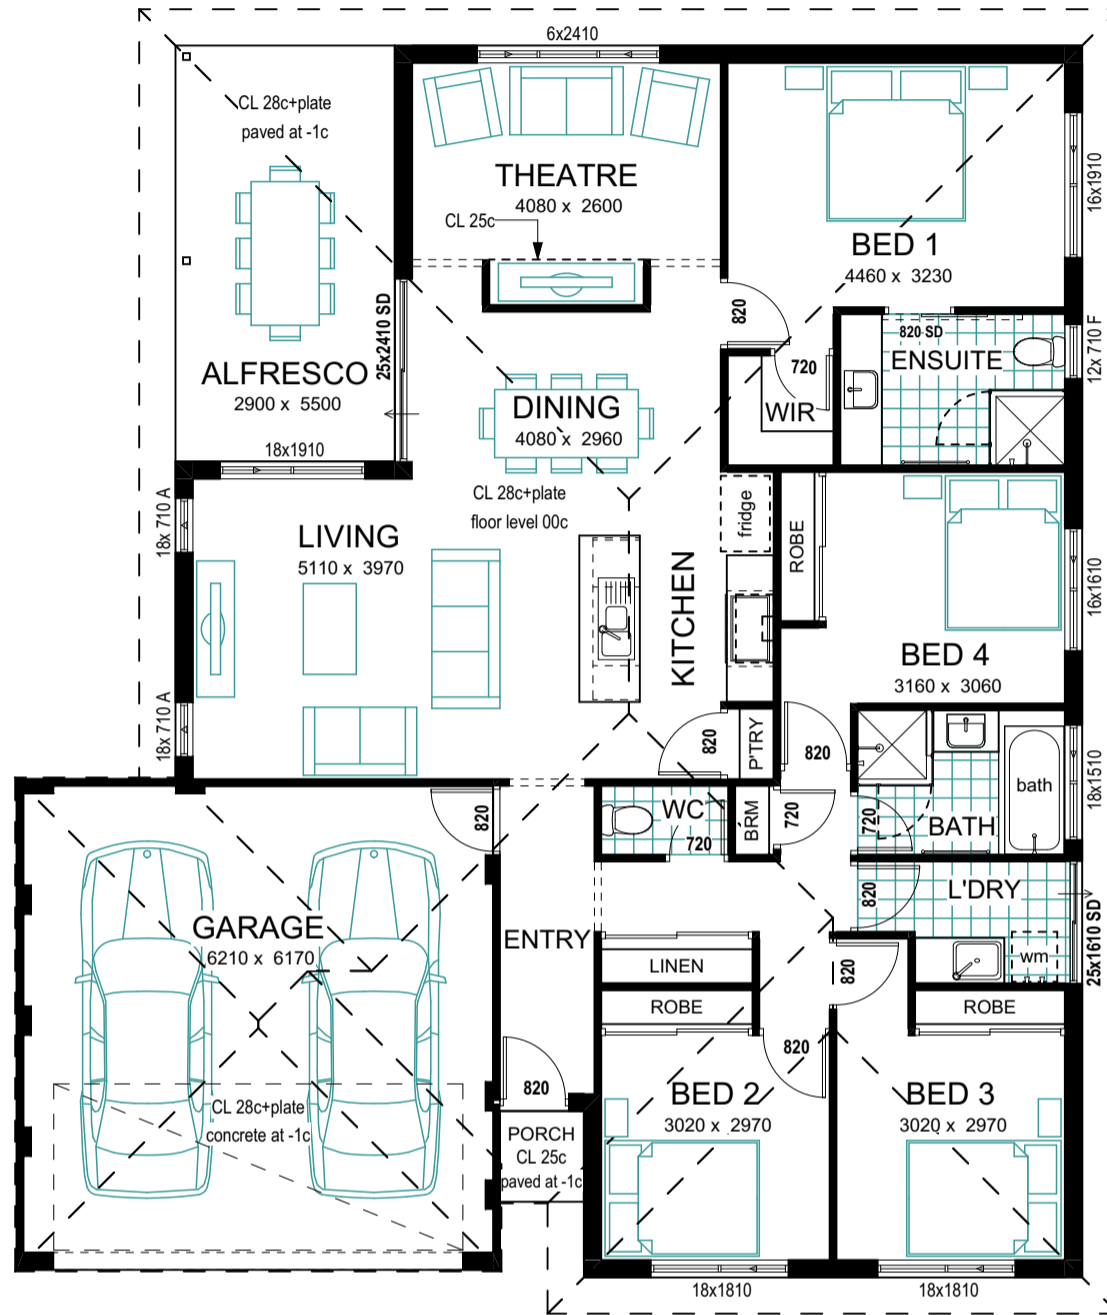 6x2410
CL 28c+plate
paved at -1c
THEATRE
4080 x 2600
CL 25c
16x1910
BED 1
4460 x 3230
820
25x2410 SD
820 SD
ENSUITE
12x 710 F
ALFRESCO
2900 x 5500
720
WIR
DINING
4080 x 2960
18x1910
CL 28c+plate
floor level 00c
18x 710 A
LIVING
5110 x 3970
fridge
ROBE
KITCHEN
16x1610
BED 4
3160 x 3060
18x 710 A
820
P'TRY
820
bath
18x1510
820
WC
720
BRM
720
720
BATH
820
L'DRY
25x1610 SD
GARAGE
6210 x 6170
ENTRY
LINEN
820
wm
ROBE
ROBE
820
820
BED 2
3020 x 2970
BED 3
3020 x 2970
CL 28c+plate
concrete at -1c
PORCH
CL 25c
paved at -1c
18x1810
18x1810